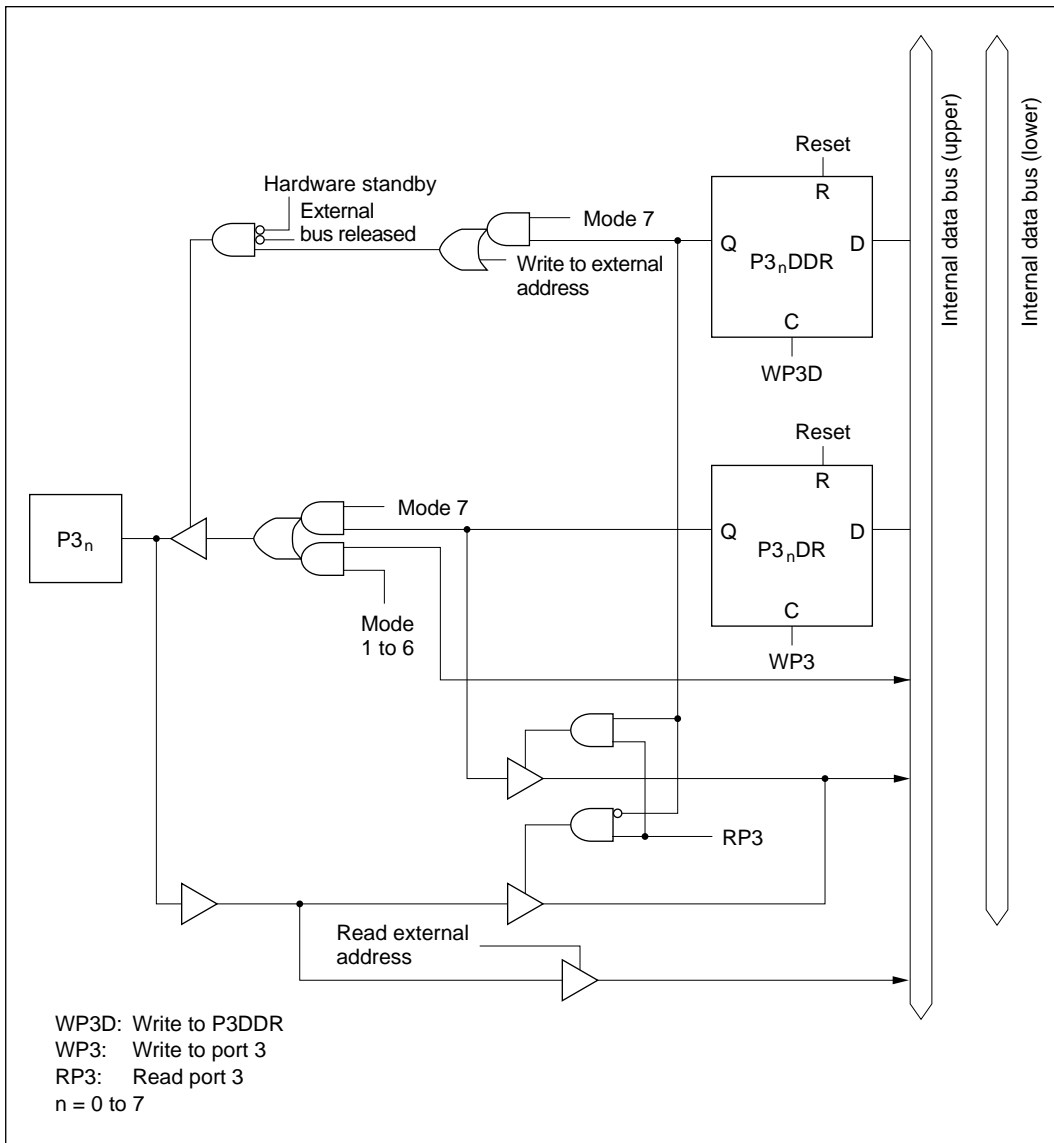 Reset
R
Hardware standby
External
bus released
Mode 7
Q
P3nDDR
D
Write to external
address
C
WP3D
Internal data bus (upper)
Internal data bus (lower)
Reset
R
P3n
Mode 7
Q
P3nDR
D
C
Mode
1 to 6
WP3
RP3
Read external
address
WP3D: Write to P3DDR
WP3: Write to port 3
RP3: Read port 3
n = 0 to 7